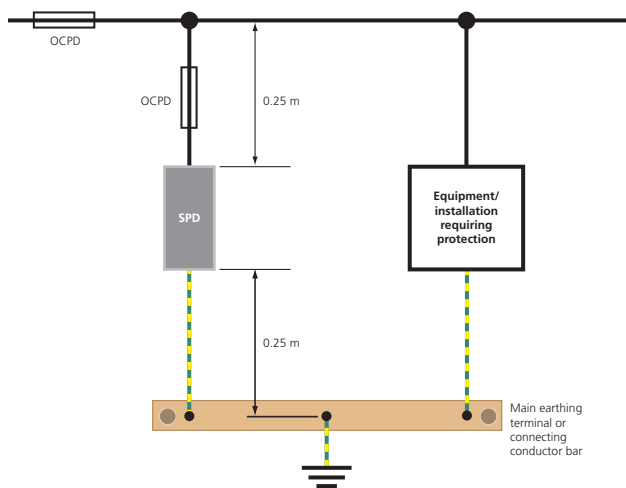 OCPD
OCPD
0.25 m
SPD
Equipment/
installation
requiring
protection
0.25 m
Main earthing
terminal or
connecting
conductor bar